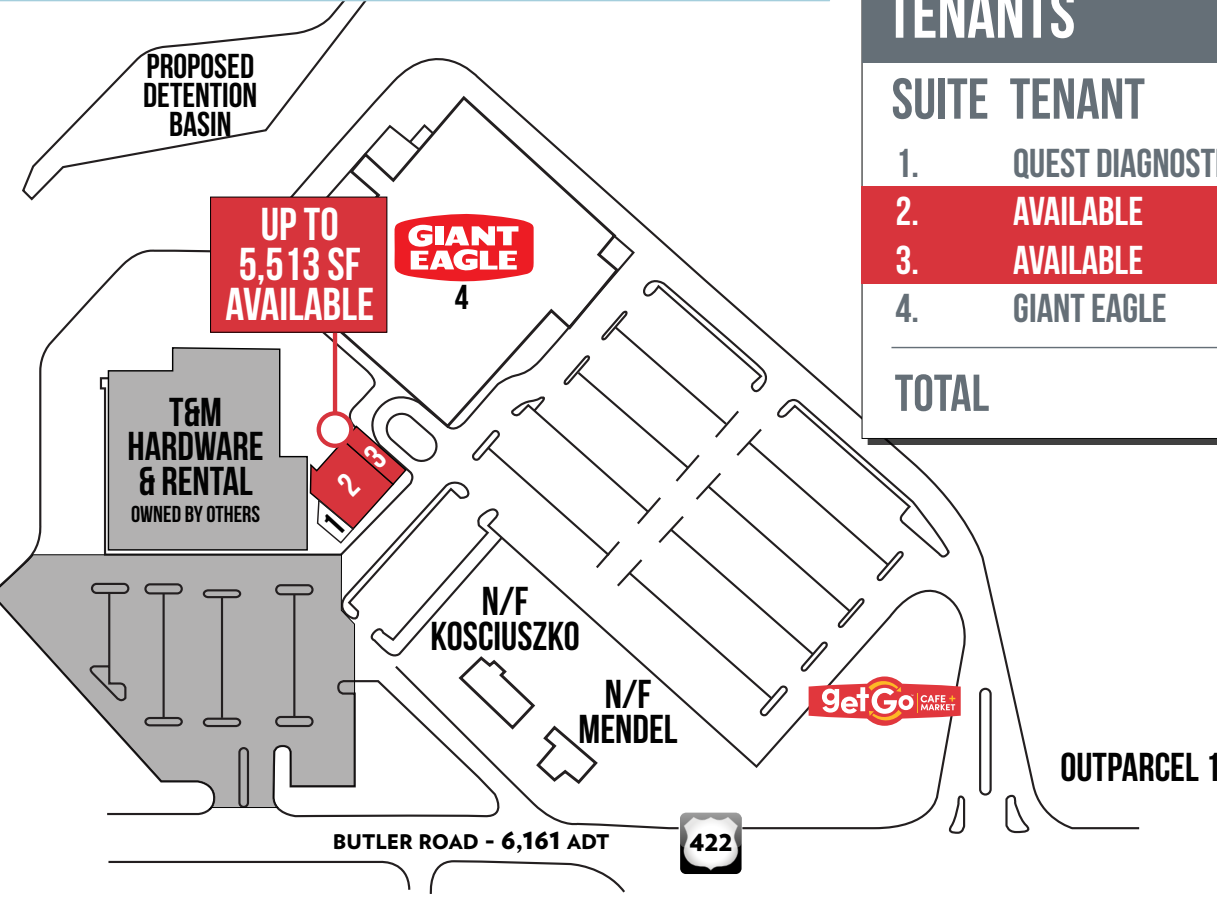 TENANTS
SUITE TENANT
1. QUEST DIAGNOSTI
2. AVAILABLE
3. AVAILABLE
4. GIANT EAGLE
TOTAL
PROPOSED
DETENTION
BASIN
UP TO
5,513 SF
AVAILABLE
GIANT
EAGLE
4
T&M
HARDWARE
& RENTAL
OWNED BY OTHERS
3
2
1
N/F
KOSCIUSZKO
N/F
MENDEL
getGo CAFE +
MARKET
OUTPARCEL 1
BUTLER ROAD - 6,161 ADT
422